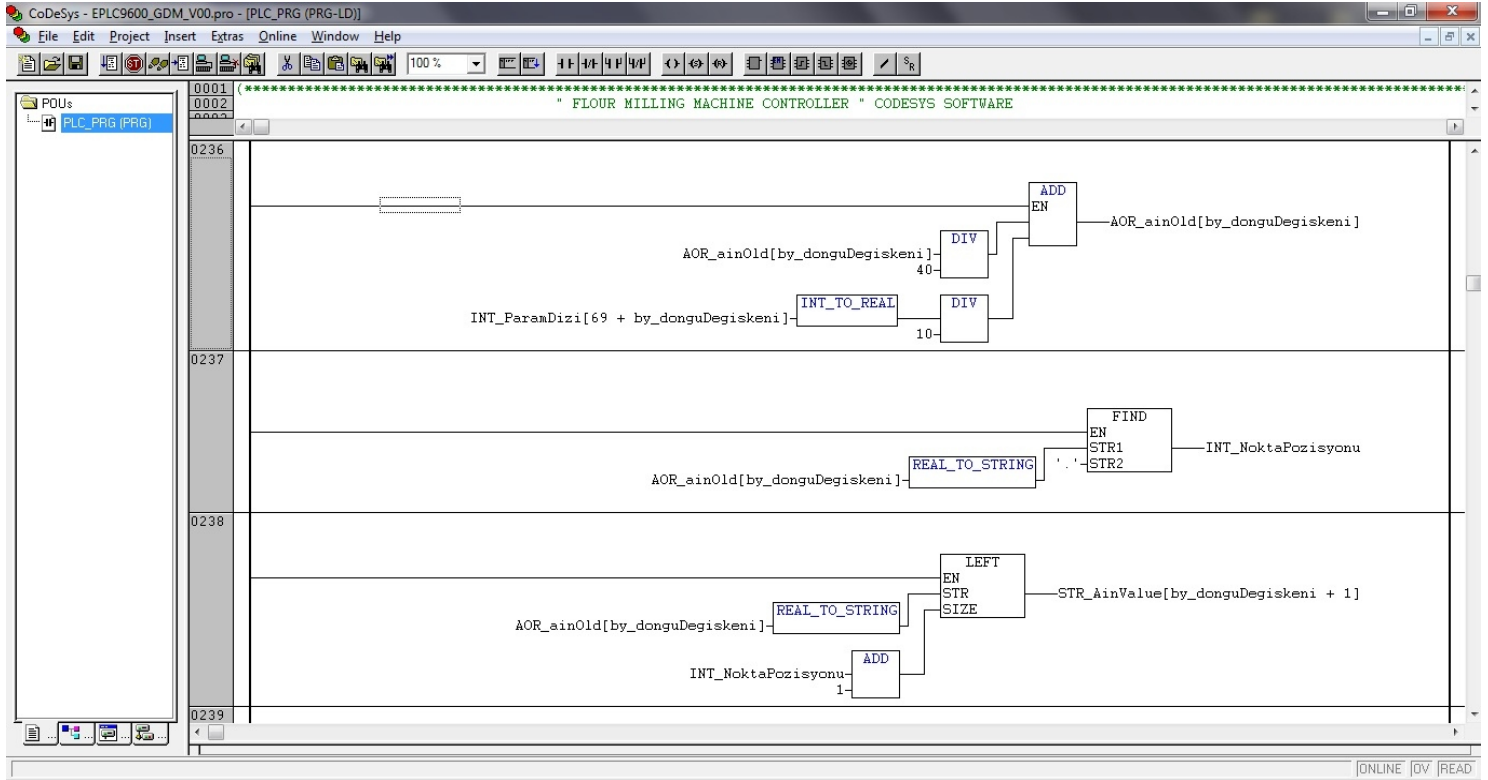 CoDeSys - EPLC9600_GDM_V00.pro - [PLC_PRG (PRG-LD)]
File Edit Project Insert Extras Online Window Help
100 %
POUs
PLC_PRG (PRG)
0001 (************************************************************
0002 " FLOUR MILLING MACHINE CONTROLLER " CODESYS SOFTWARE
0236
ADD
EN
AOR_ainOld[by_donguDegiskeni]
DIV
AOR_ainOld[by_donguDegiskeni]
40
INT_TO_REAL
DIV
INT_ParamDizi[69 + by_donguDegiskeni]
10
0237
FIND
EN
STR1
INT_NoktaPozisyonu
REAL_TO_STRING
'.' STR2
AOR_ainOld[by_donguDegiskeni]
0238
LEFT
EN
STR
STR_AinValue[by_donguDegiskeni + 1]
REAL_TO_STRING
SIZE
AOR_ainOld[by_donguDegiskeni]
ADD
INT_NoktaPozisyonu
1
0239
ONLINE OV READ